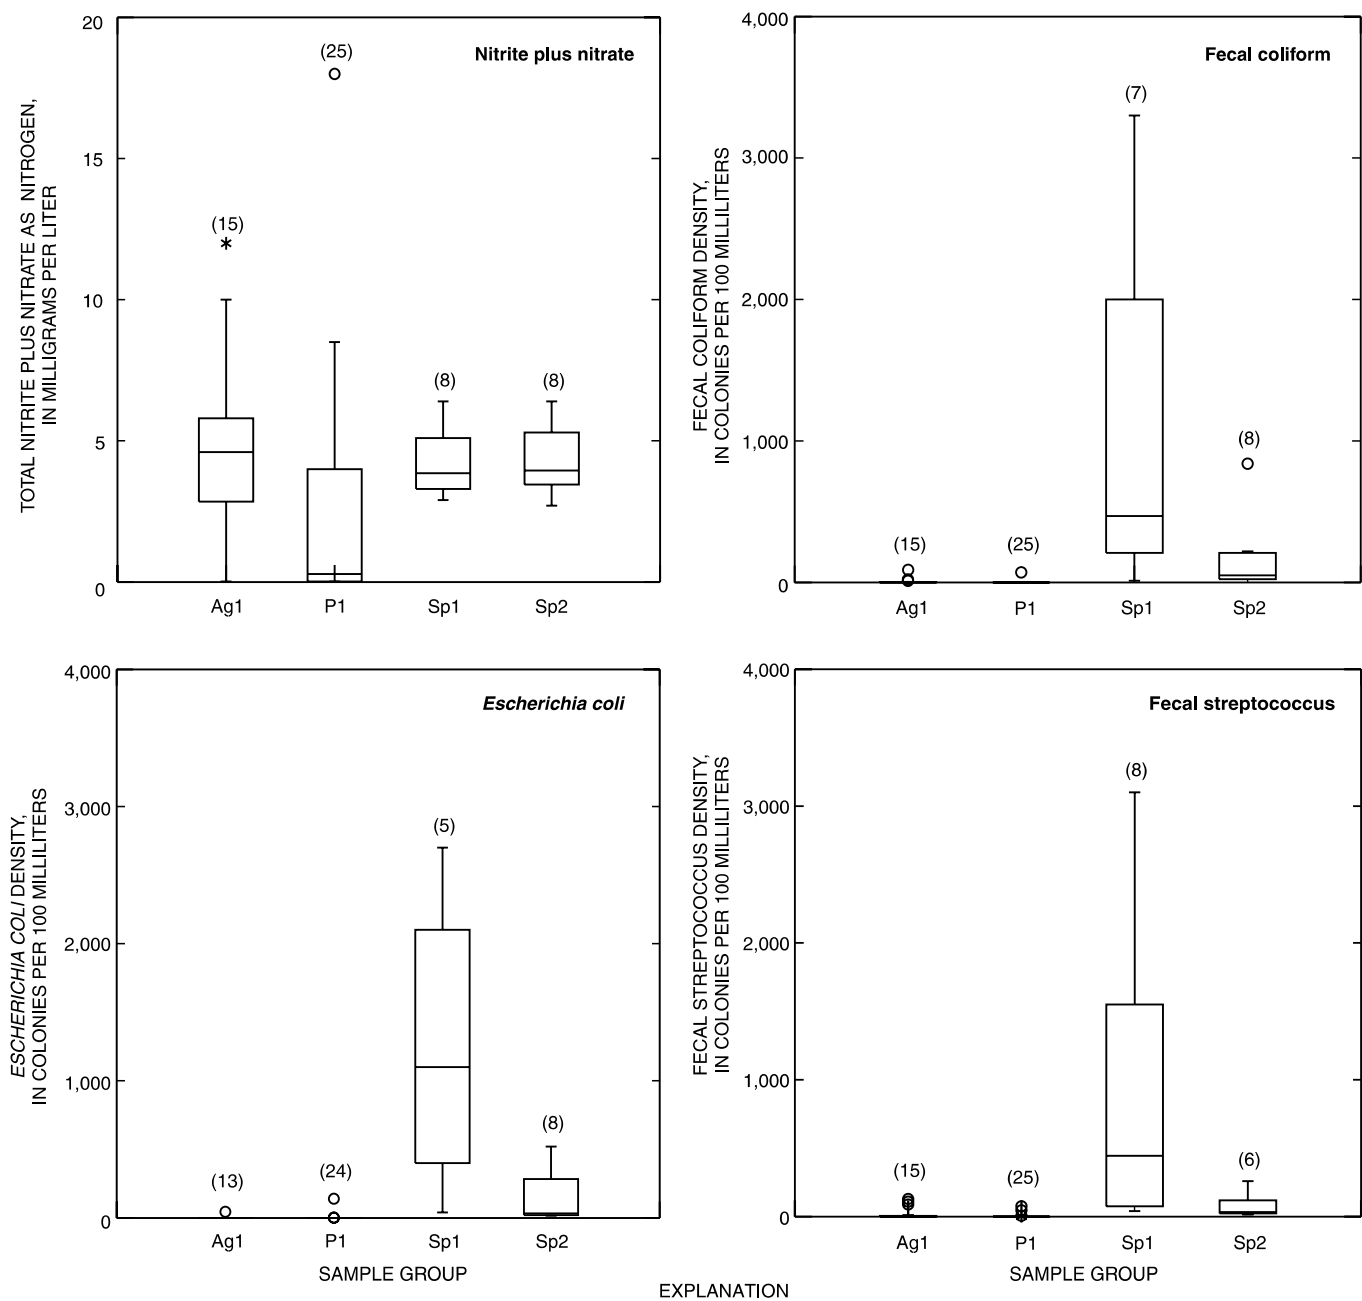 Nitrite plus nitrate
TOTAL NITRITE PLUS NITRATE AS NITROGEN,
IN MILLIGRAMS PER LITER
20
15
10
5
0
(15)
*
(25)
(8)
(8)
Ag1
P1
Sp1
Sp2
Fecal coliform
FECAL COLIFORM DENSITY,
IN COLONIES PER 100 MILLILITERS
4,000
3,000
2,000
1,000
0
(15)
(25)
(7)
(8)
Ag1
P1
Sp1
Sp2
Escherichia coli
ESCHERICHIA COLI DENSITY,
IN COLONIES PER 100 MILLILITERS
4,000
3,000
2,000
1,000
0
(13)
(24)
(5)
(8)
Ag1
P1
Sp1
Sp2
SAMPLE GROUP
Fecal streptococcus
FECAL STREPTOCOCCUS DENSITY,
IN COLONIES PER 100 MILLILITERS
4,000
3,000
2,000
1,000
0
(15)
(25)
(8)
(6)
Ag1
P1
Sp1
Sp2
SAMPLE GROUP
EXPLANATION